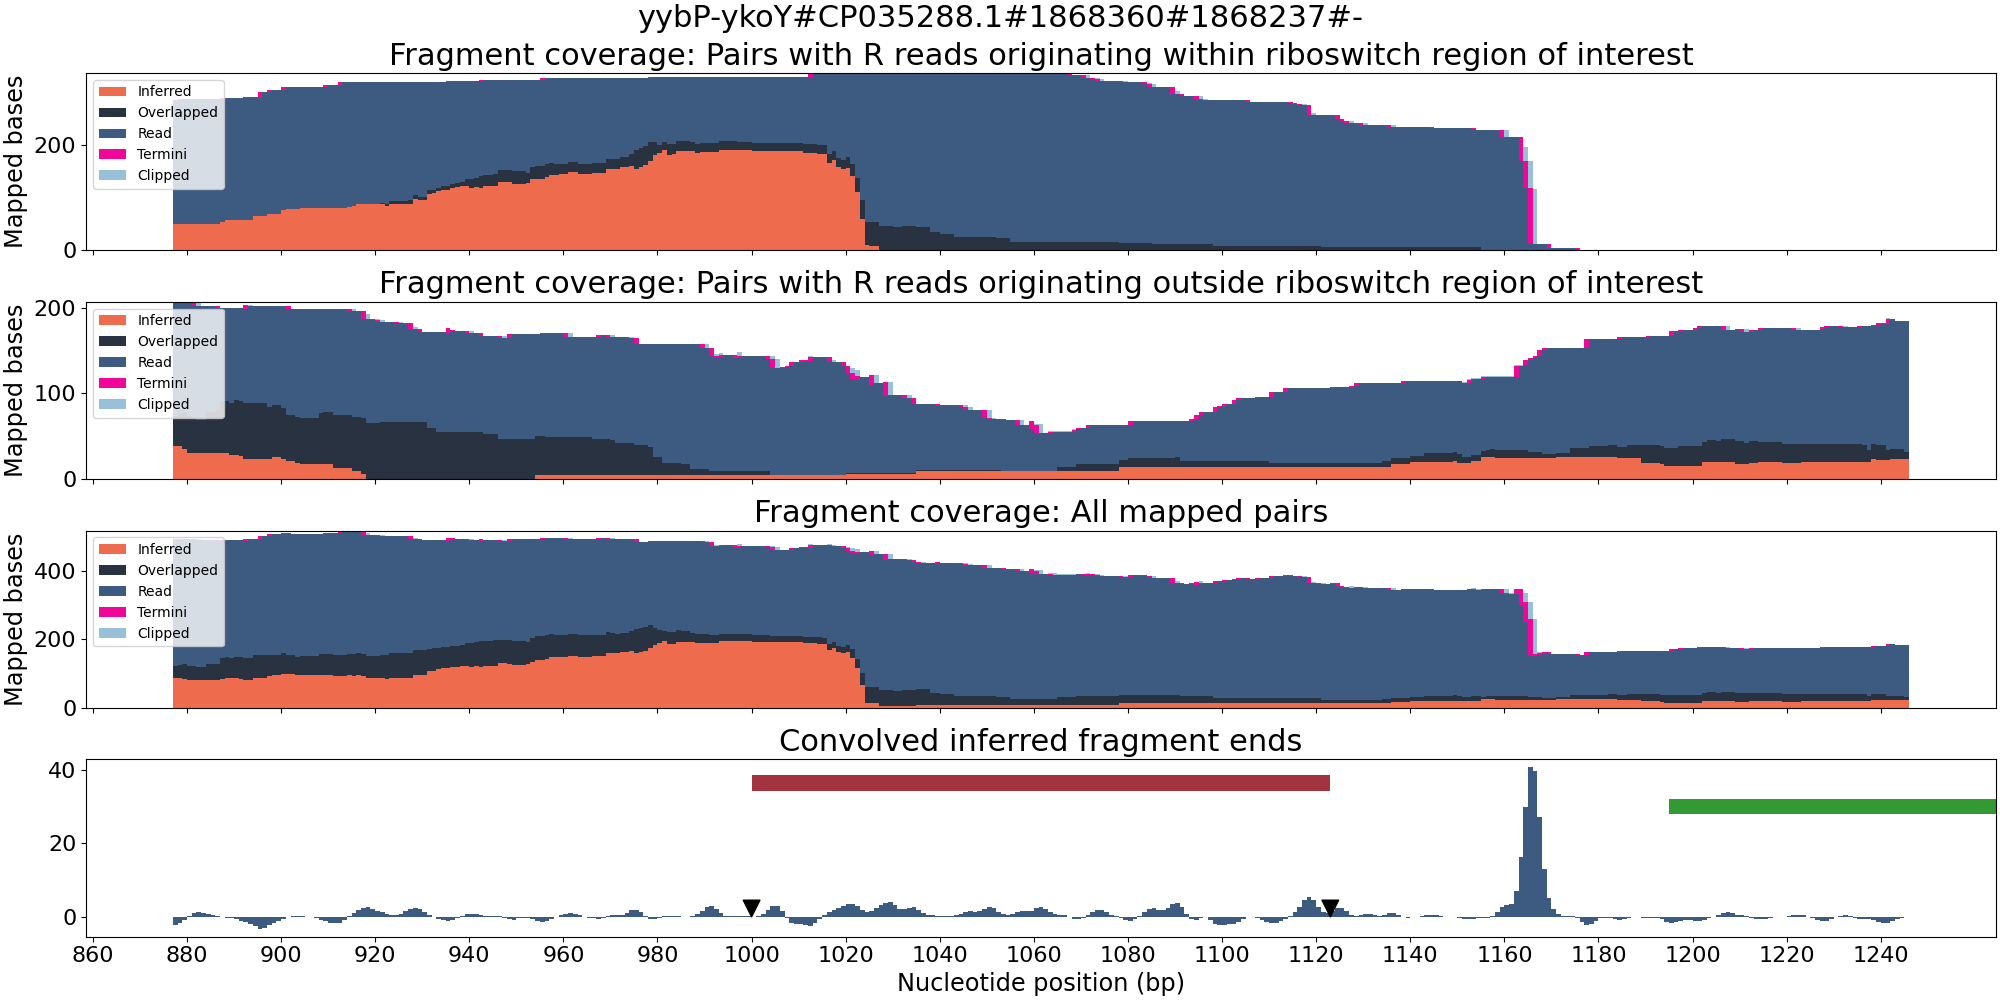 yybP-ykoY#CP035288.1#1868360#1868237#-
Fragment coverage: Pairs with R reads originating within riboswitch region of interest
Mapped bases
200
0
Inferred
Overlapped
Read
Termini
Clipped
Fragment coverage: Pairs with R reads originating outside riboswitch region of interest
Mapped bases
200
100
0
Inferred
Overlapped
Read
Termini
Clipped
Fragment coverage: All mapped pairs
Mapped bases
400
200
0
Inferred
Overlapped
Read
Termini
Clipped
Convolved inferred fragment ends
40
20
0
860 880 900 920 940 960 980 1000 1020 1040 1060 1080 1100 1120 1140 1160 1180 1200 1220 1240
Nucleotide position (bp)